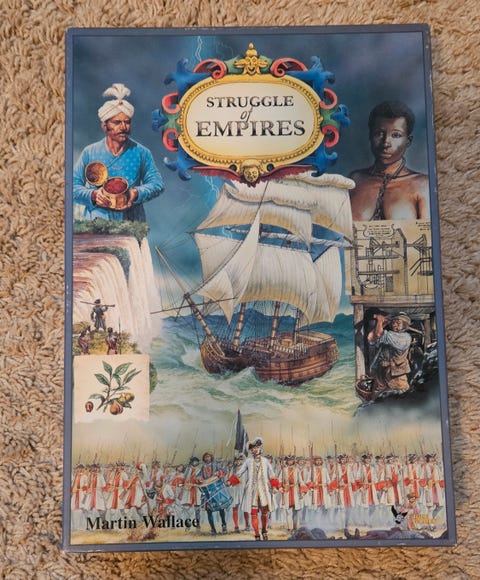 STRUGGLE
of
EMPIRES
Martin Wallace